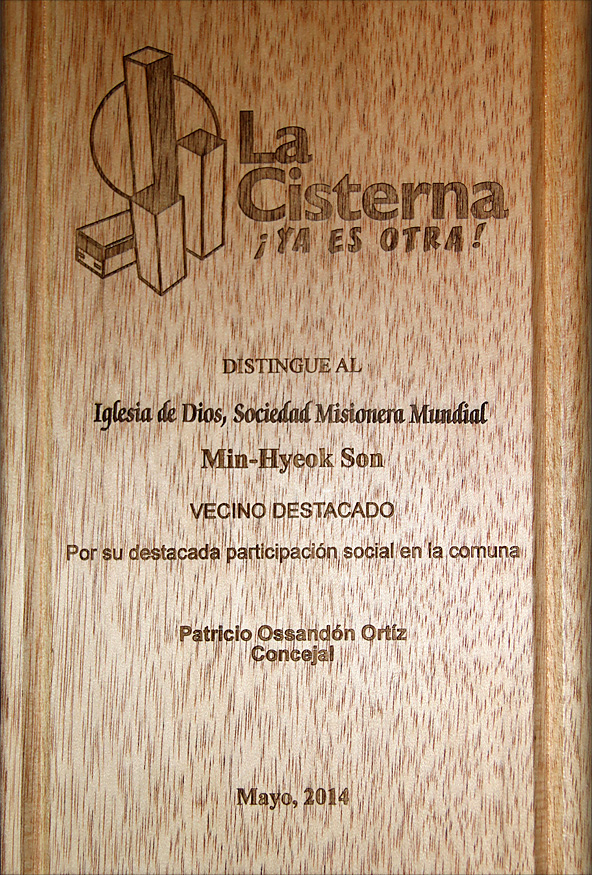 La
Cisterna
¡YA ES OTRA!
DISTINGUE AL
Iglesia de Dios, Sociedad Misionera Mundial
Min-Hyeok Son
VECINO DESTACADO
Por su destacada participación social en la comuna
Patricio Ossandón Ortíz
Concejal
Mayo, 2014